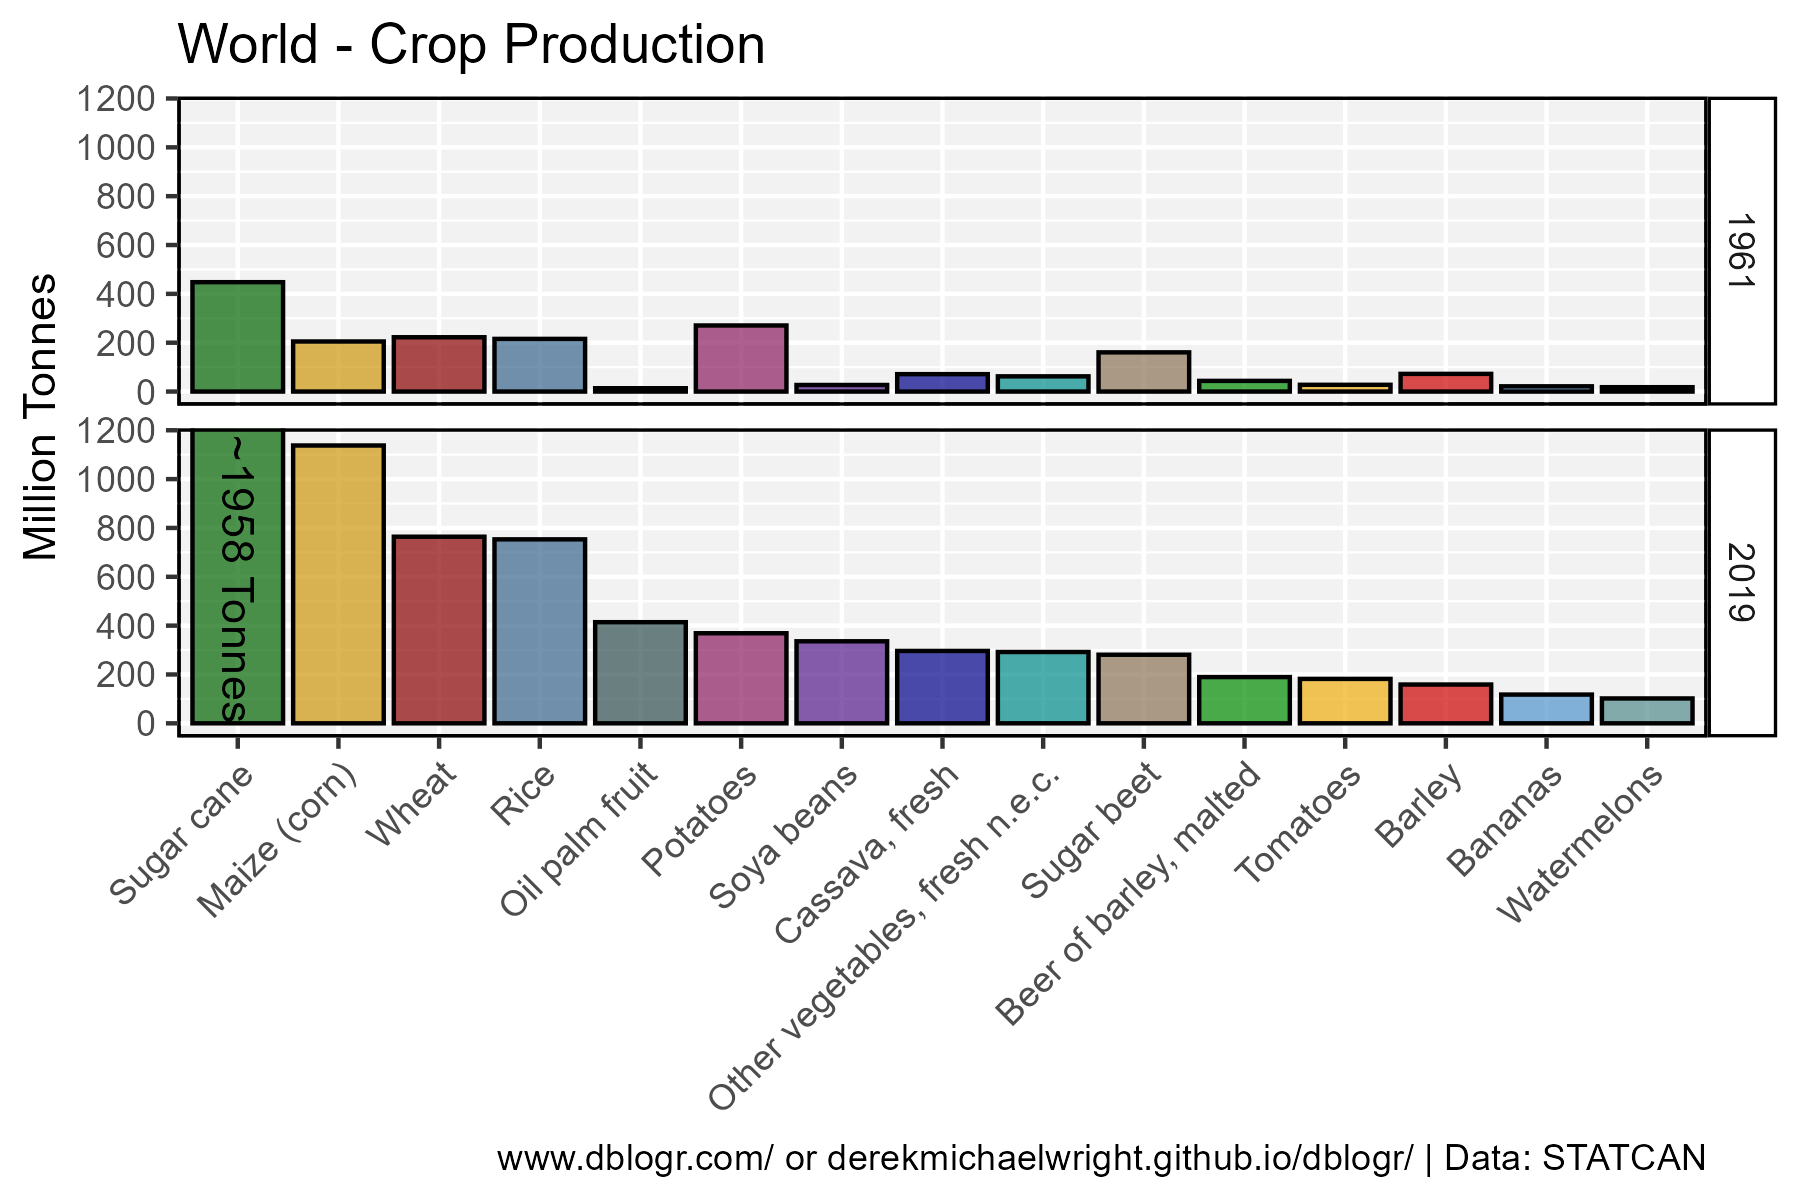 World - Crop Production
Million Tonnes
1200
1000
800
600
400
200
0
1961
1200
1000
800
600
400
200
0
~1958 Tonnes
2019
Sugar cane
Maize (corn)
Wheat
Rice
Oil palm fruit
Potatoes
Soya beans
Cassava, fresh
Other vegetables, fresh n.e.c.
Sugar beet
Beer of barley, malted
Tomatoes
Barley
Bananas
Watermelons
www.dblogr.com/ or derekmichaelwright.github.io/dblogr/ | Data: STATCAN